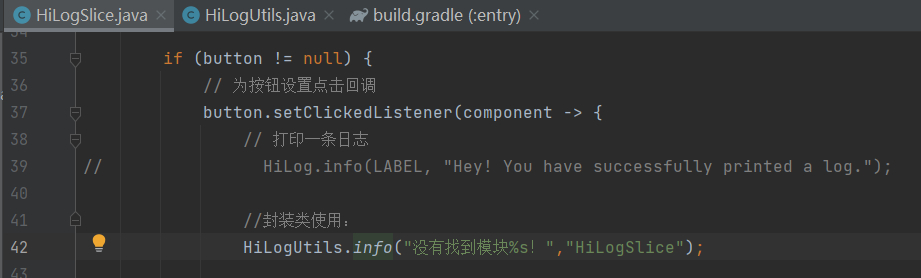 HiLogSlice.java × HiLogUtils.java × build.gradle (:entry) ×
34
35 if (button != null) {
36 // 为按钮设置点击回调
37 button.setClickedListener(component -> {
38 // 打印一条日志
39 // HiLog.info(LABEL, "Hey! You have successfully printed a log.");
40
41 //封装类使用：
42 HiLogUtils.info("没有找到模块%s！","HiLogSlice");
43